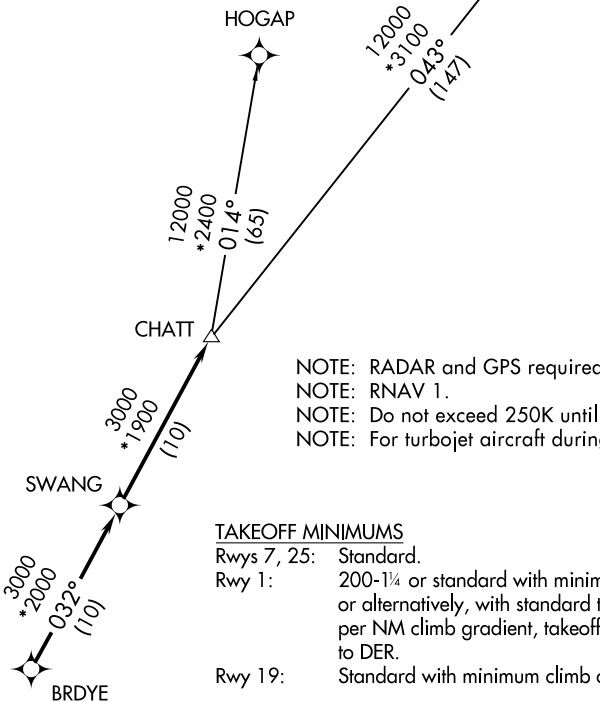 HOGAP
12000
*3100
043°
(147)
12000
*2400
014°
(65)
CHATT
3000
*1900
(10)
NOTE: RADAR and GPS required
NOTE: RNAV 1.
NOTE: Do not exceed 250K until
NOTE: For turbojet aircraft
SWANG
3000
*2000
032°
(10)
BRDYE
TAKEOFF MINIMUMS
Rwys 7, 25: Standard.
Rwy 1: 200-1¼ or standard with
or alternatively, with standard
per NM climb gradient, takeoff
to DER.
Rwy 19: Standard with minimum climb